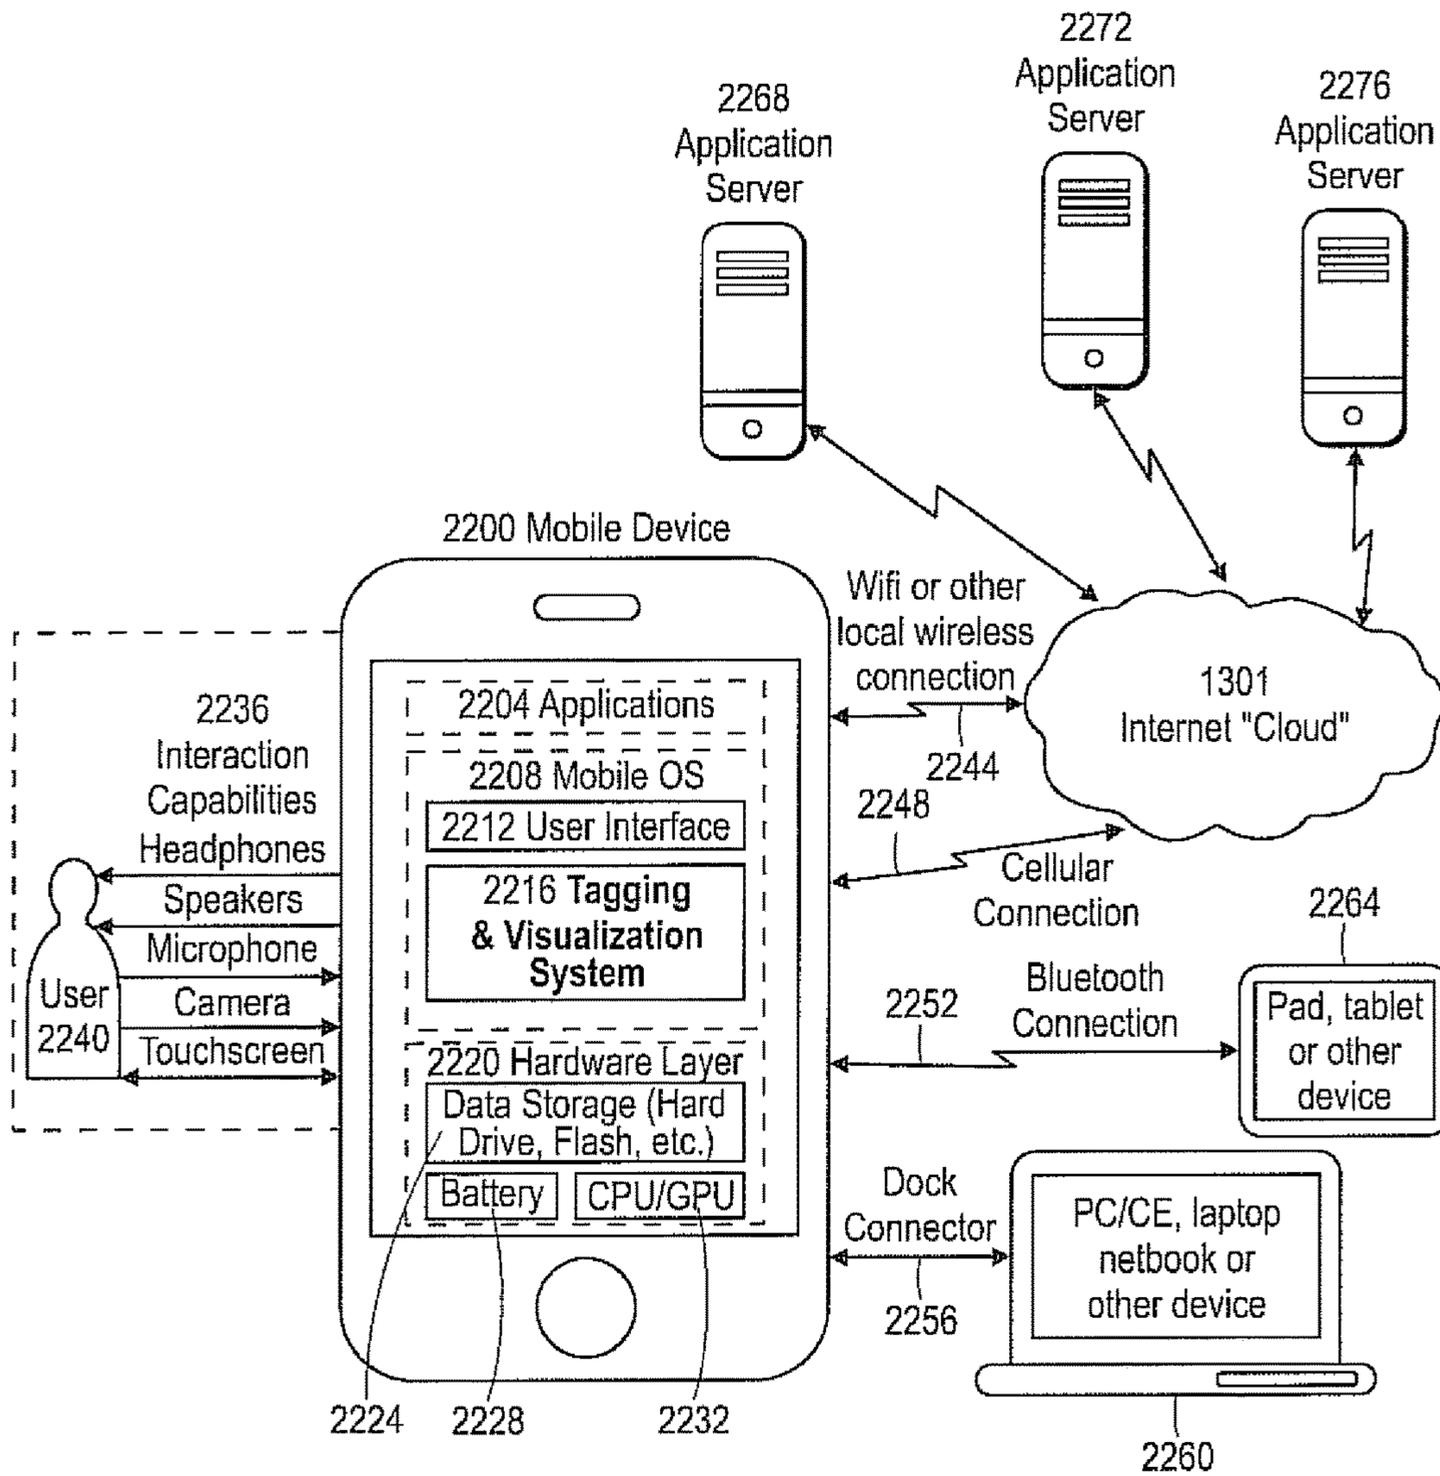 2272
Application
Server
2268
Application
Server
2276
Application
Server
2200 Mobile Device
Wifi or other
local wireless
connection
2244
1301
Internet "Cloud"
2204 Applications
2208 Mobile OS
2212 User Interface
2216 Tagging
& Visualization
System
2236
Interaction
Capabilities
Headphones
Speakers
Microphone
Camera
Touchscreen
User
2240
2248
Cellular
Connection
2252
Bluetooth
Connection
2264
Pad, tablet
or other
device
2220 Hardware Layer
Data Storage (Hard
Drive, Flash, etc.)
Battery
CPU/GPU
Dock
Connector
2256
PC/CE, laptop
netbook or
other device
2224
2228
2232
2260